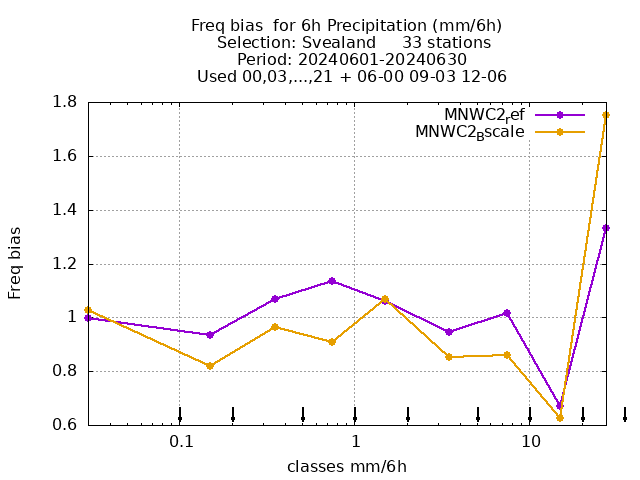 Freq bias  for 6h Precipitation (mm/6h)
Selection: Svealand     33 stations
Period: 20240601-20240630
Used 00,03,...,21 + 06-00 09-03 12-06
MNWC2_ref
MNWC2_Bscale
1.8
1.6
1.4
1.2
1
0.8
0.6
Freq bias
0.1
1
10
classes mm/6h